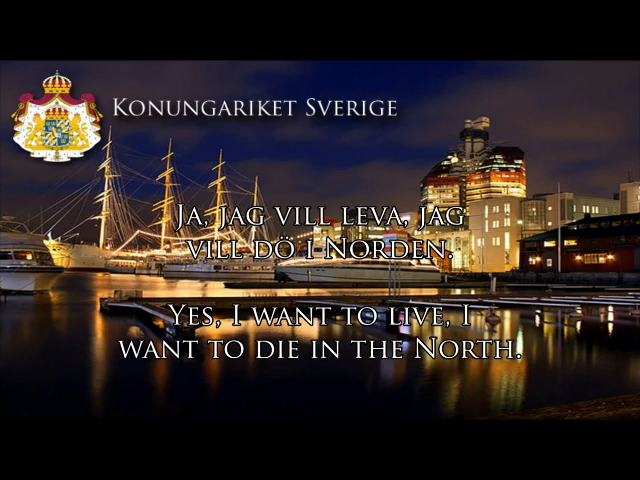 Konungariket Sverige
Ja, jag vill leva, jag
vill dö i Norden.
Yes, I want to live, I
want to die in the North.